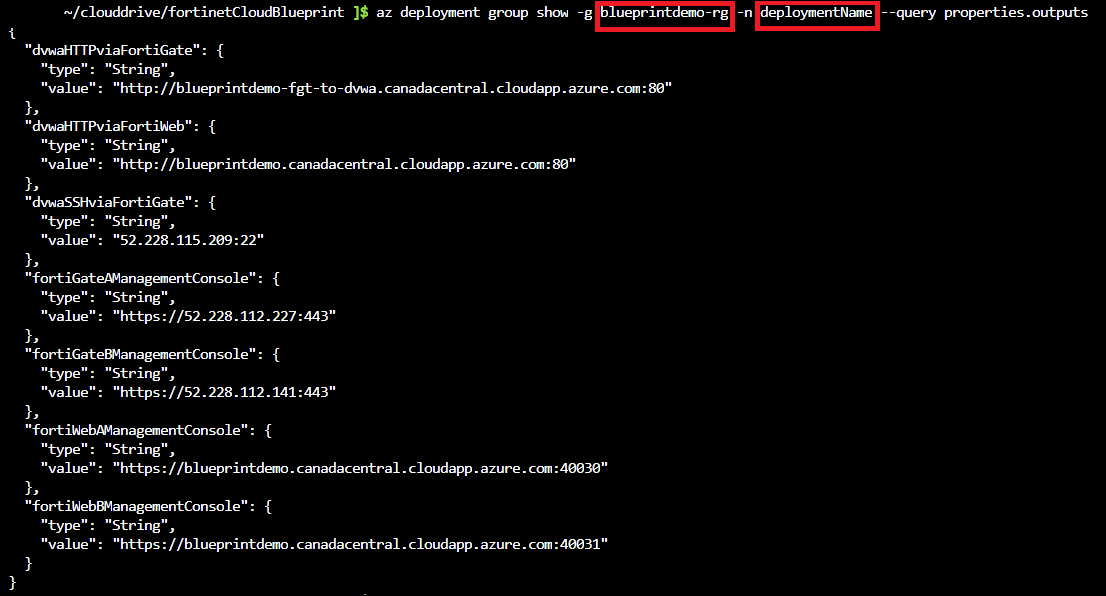 ~/clouddrive/fortinetCloudBlueprint ]$ az deployment group show -g blueprintdemo-rg -n deploymentName --query properties.outputs
{
  "dvwaHTTPviaFortiGate": {
    "type": "String",
    "value": "http://blueprintdemo-fgt-to-dvwa.canadacentral.cloudapp.azure.com:80"
  },
  "dvwaHTTPviaFortiWeb": {
    "type": "String",
    "value": "http://blueprintdemo.canadacentral.cloudapp.azure.com:80"
  },
  "dvwaSSHviaFortiGate": {
    "type": "String",
    "value": "52.228.115.209:22"
  },
  "fortiGateAManagementConsole": {
    "type": "String",
    "value": "https://52.228.112.227:443"
  },
  "fortiGateBManagementConsole": {
    "type": "String",
    "value": "https://52.228.112.141:443"
  },
  "fortiWebAManagementConsole": {
    "type": "String",
    "value": "https://blueprintdemo.canadacentral.cloudapp.azure.com:40030"
  },
  "fortiWebBManagementConsole": {
    "type": "String",
    "value": "https://blueprintdemo.canadacentral.cloudapp.azure.com:40031"
  }
}